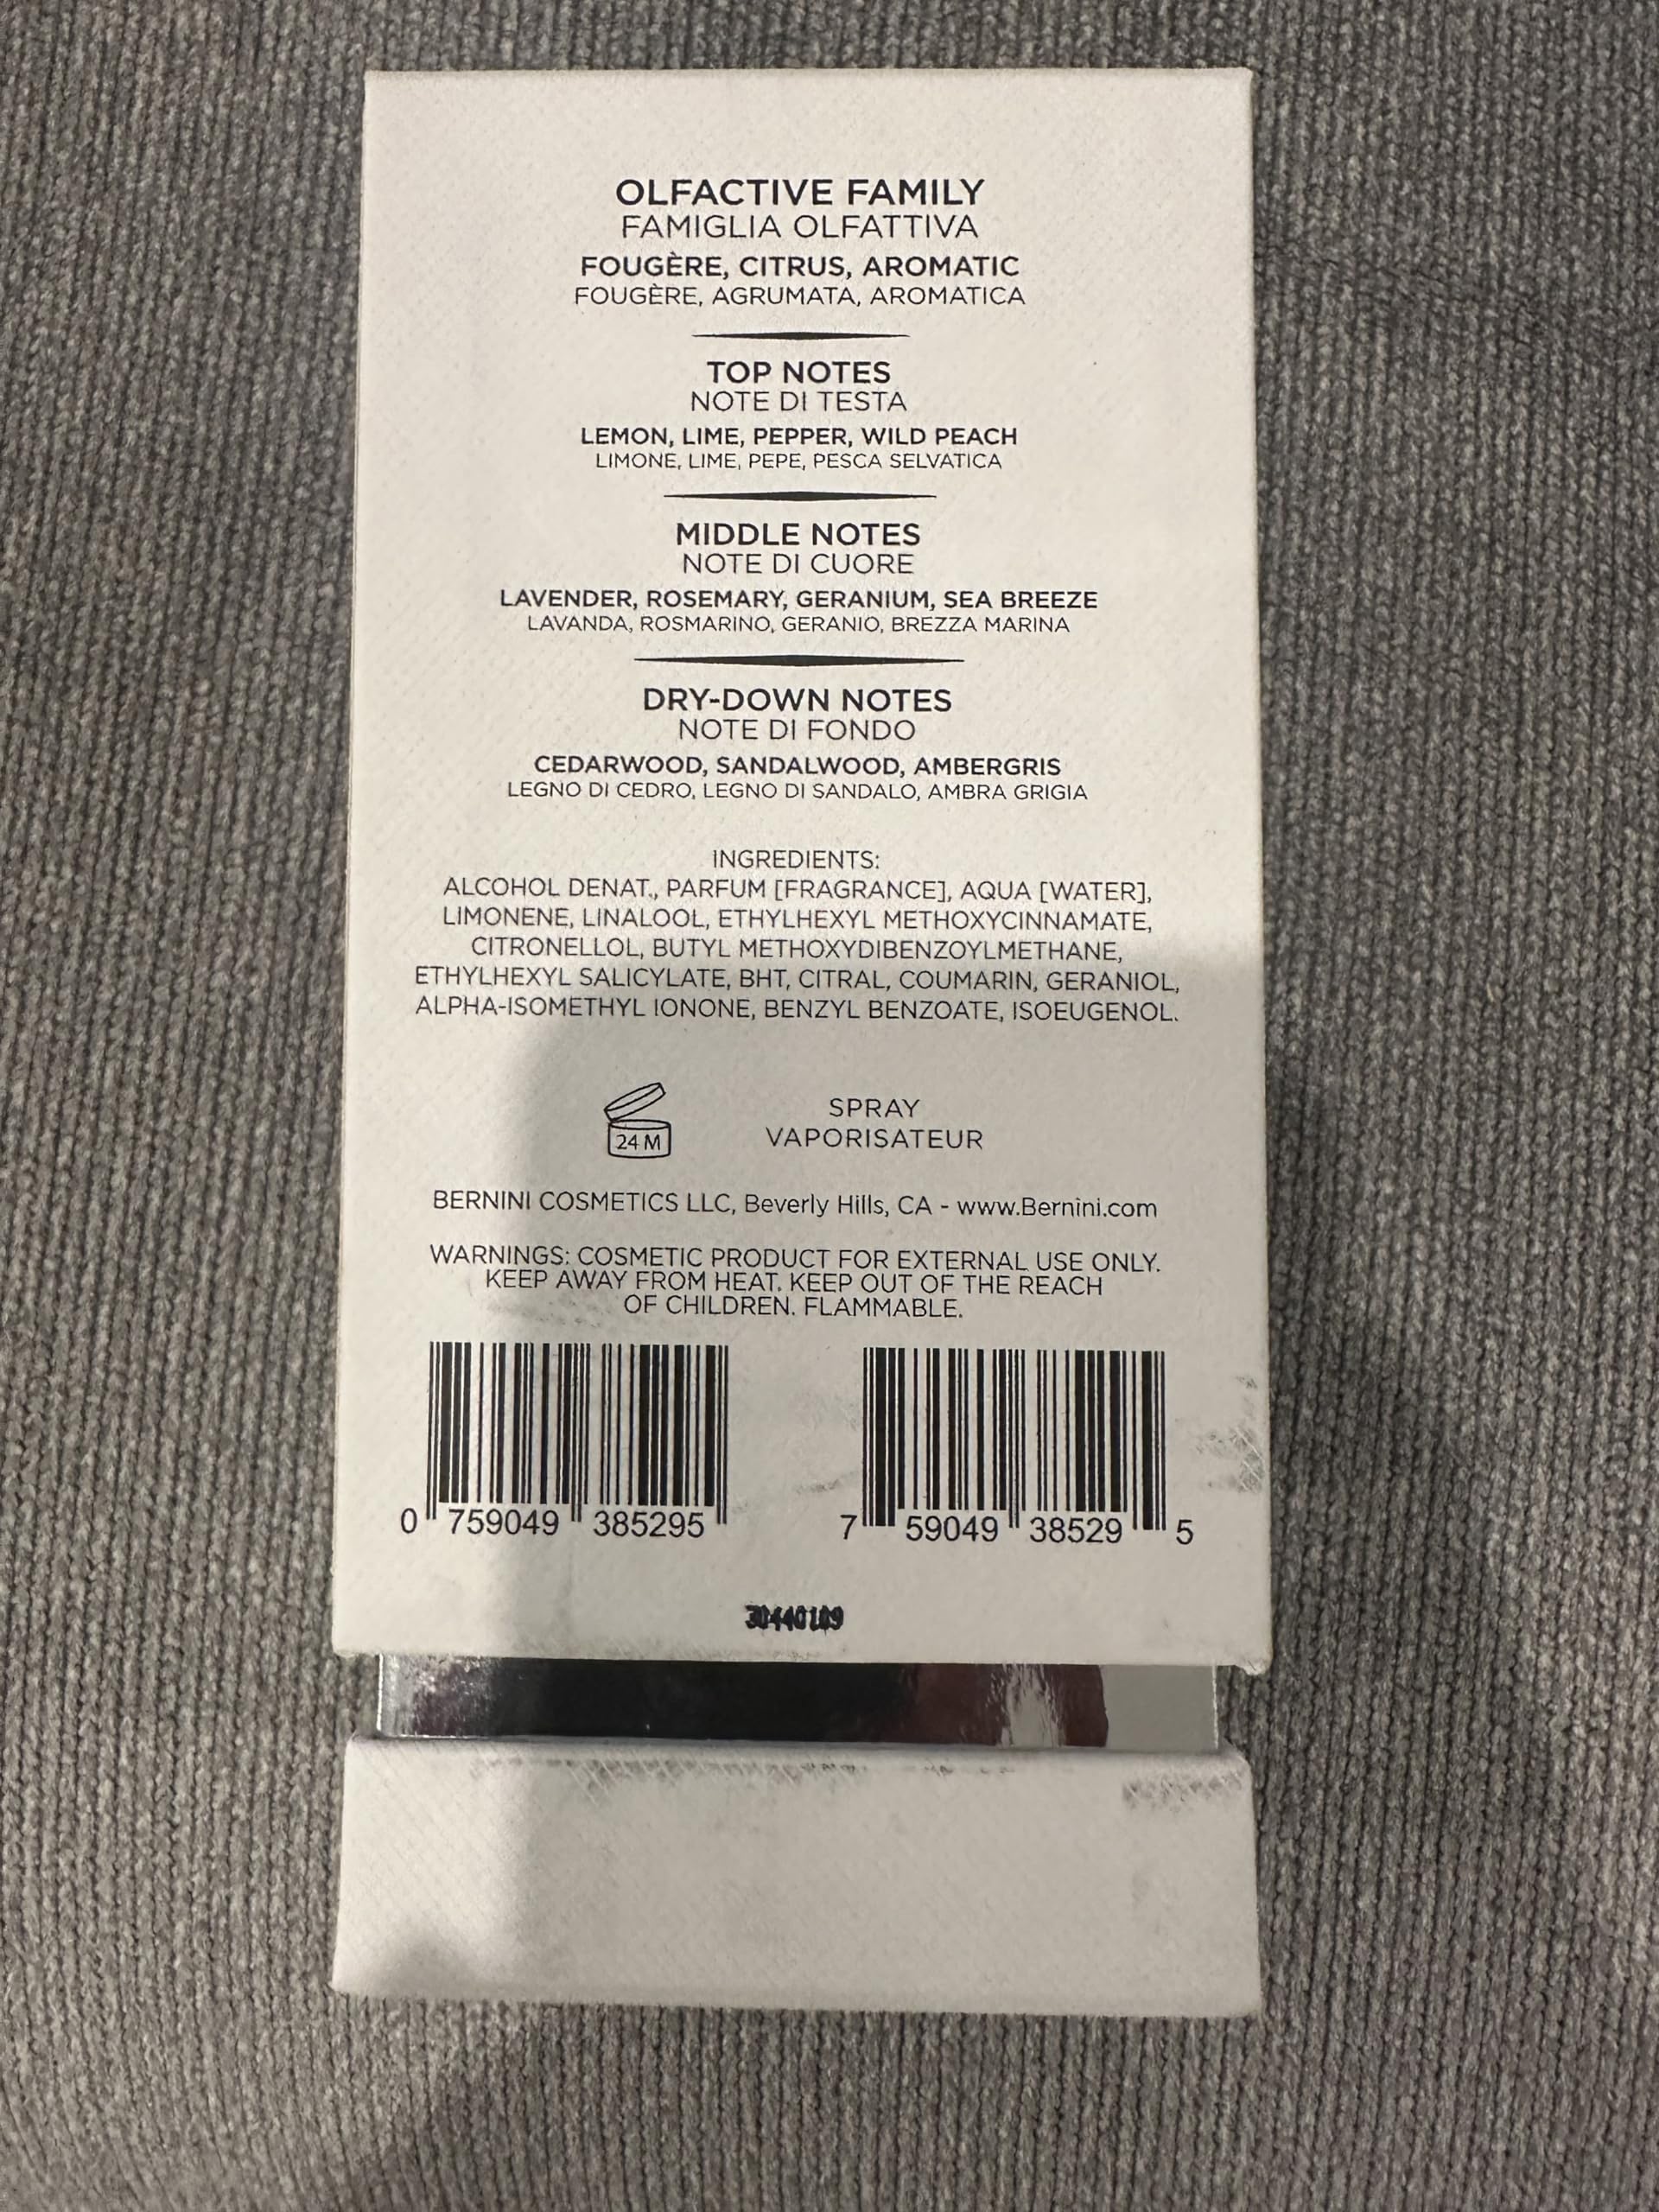 OLFACTIVE FAMILY
FAMIGLIA OLFATTIVA
FOUGÈRE, CITRUS, AROMATIC
FOUGÈRE, AGRUMATA, AROMATICA
TOP NOTES
NOTE DI TESTA
LEMON, LIME, PEPPER, WILD PEACH
LIMONE, LIME, PEPE, PESCA SELVATICA
MIDDLE NOTES
NOTE DI CUORE
LAVENDER, ROSEMARY, GERANIUM, SEA BREEZE
LAVANDA, ROSMARINO, GERANIO, BREZZA MARINA
DRY-DOWN NOTES
NOTE DI FONDO
CEDARWOOD, SANDALWOOD, AMBERGRIS
LEGNO DI CEDRO, LEGNO DI SANDALO, AMBRA GRIGIA
INGREDIENTS:
ALCOHOL DENAT., PARFUM [FRAGRANCE], AQUA [WATER],
LIMONENE, LINALOOL, ETHYLHEXYL METHOXYCINNAMATE,
CITRONELLOL, BUTYL METHOXYDIBENZOYLMETHANE,
ETHYLHEXYL SALICYLATE, BHT, CITRAL, COUMARIN, GERANIOL,
ALPHA-ISOMETHYL IONONE, BENZYL BENZOATE, ISOEUGENOL.
24 M
SPRAY
VAPORISATEUR
BERNINI COSMETICS LLC, Beverly Hills, CA - www.Bernini.com
WARNINGS: COSMETIC PRODUCT FOR EXTERNAL USE ONLY.
KEEP AWAY FROM HEAT. KEEP OUT OF THE REACH
OF CHILDREN. FLAMMABLE.
0 759049 385295
7 59049 38529 5